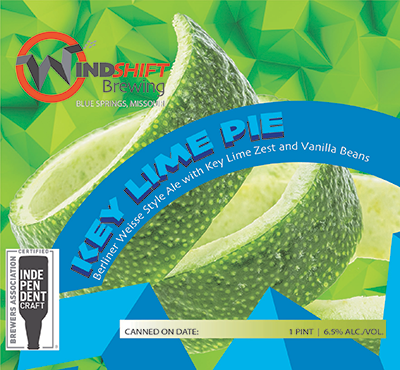 WINDSHIFT
Brewing
BLUE SPRINGS, MISSOURI
KEY LIME PIE
Berliner Weisse Style Ale with Key Lime Zest and Vanilla Beans
CERTIFIED
BREWERS ASSOCIATION
INDE
PEN
DENT
CRAFT
CANNED ON DATE: 1 PINT | 6.5% ALC./VOL.